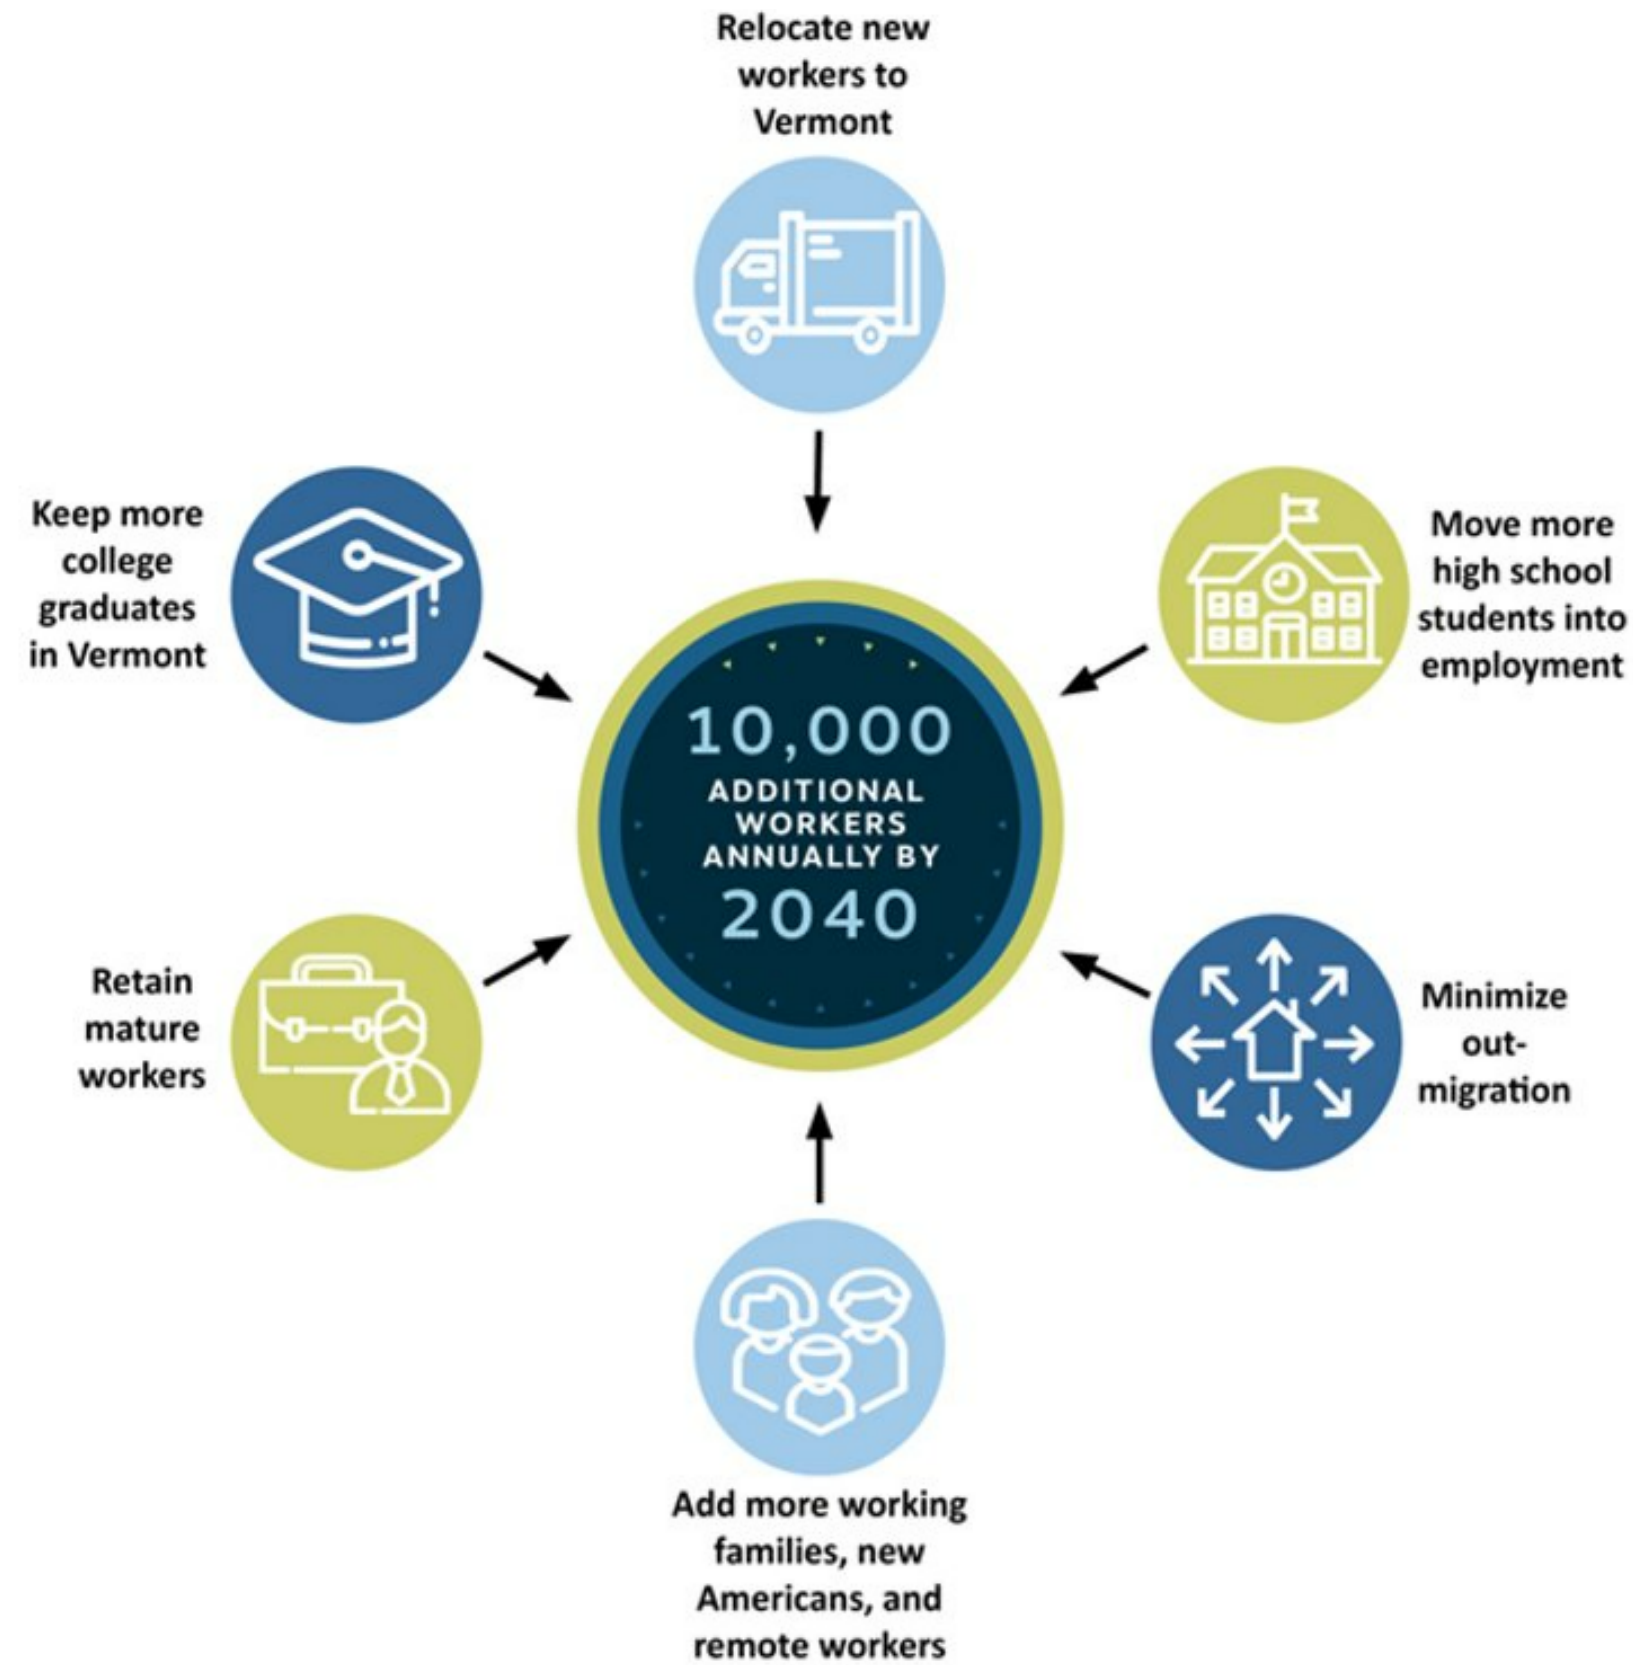 Relocate new
workers to
Vermont
Keep more
college
graduates
in Vermont
Move more
high school
students into
employment
10,000
ADDITIONAL
WORKERS
ANNUALLY BY
2040
Retain
mature
workers
Minimize
out-
migration
Add more working
families, new
Americans, and
remote workers